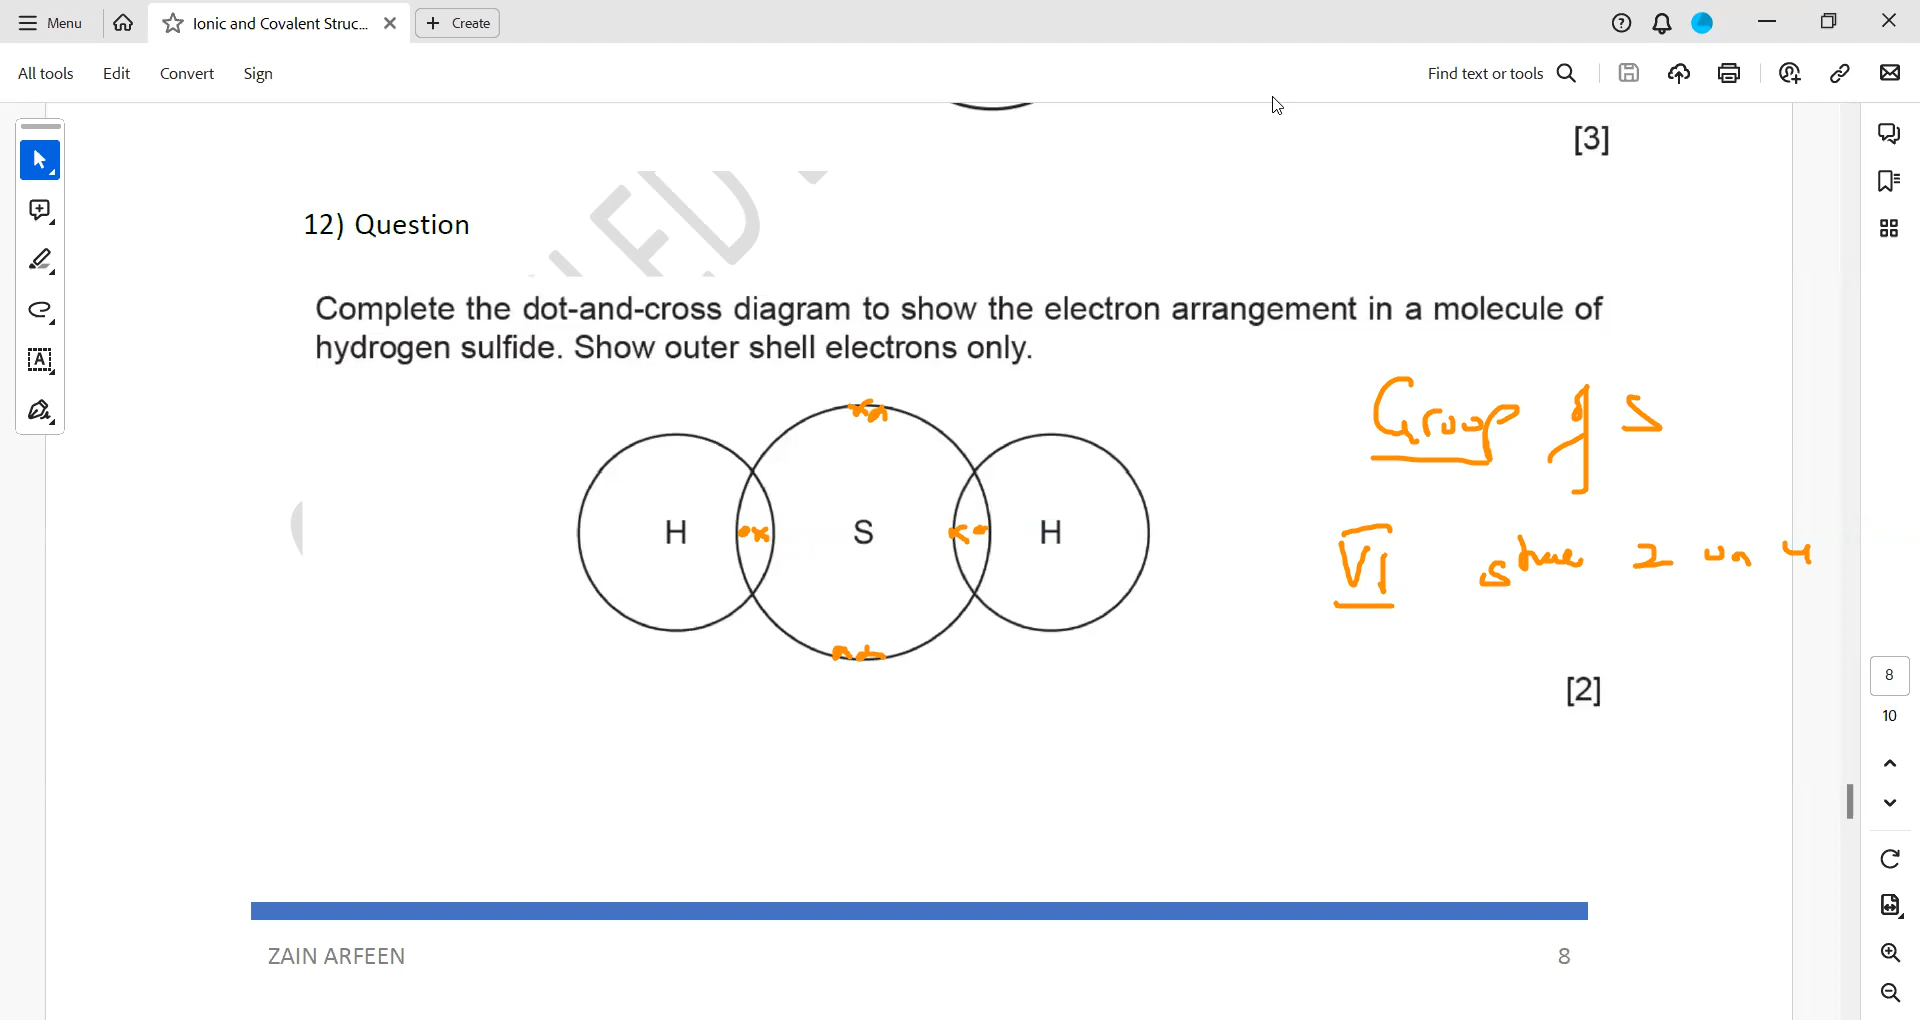 Menu
Ionic and Covalent Struc...
Create
All tools Edit Convert Sign
Find text or tools
[3]
12) Question
Complete the dot-and-cross diagram to show the electron arrangement in a molecule of
hydrogen sulfide. Show outer shell electrons only.
Group of S
H S H
VI share 2 un 4
[2]
8
10
ZAIN ARFEEN 8